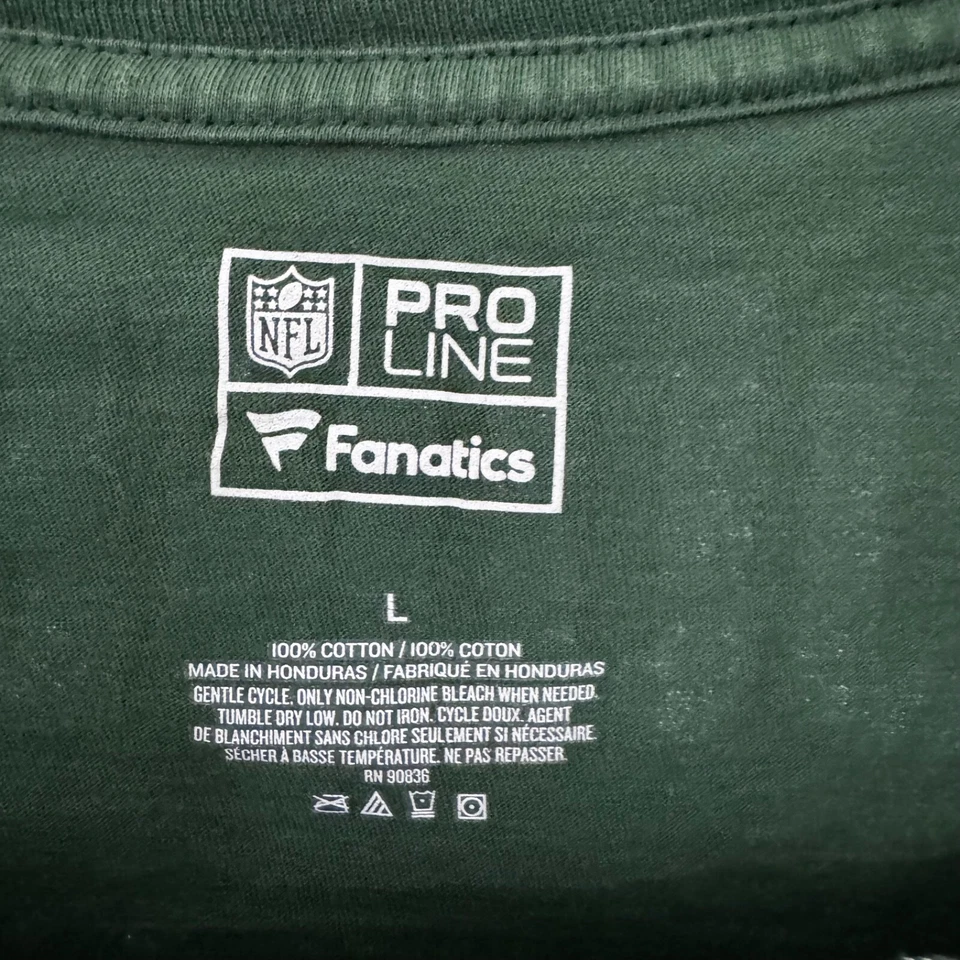 NFL
PRO
LINE
Fanatics
L
100% COTTON / 100% COTON
MADE IN HONDURAS / FABRIQUÉ EN HONDURAS
GENTLE CYCLE. ONLY NON-CHLORINE BLEACH WHEN NEEDED.
TUMBLE DRY LOW. DO NOT IRON. CYCLE DOUX. AGENT
DE BLANCHIMENT SANS CHLORE SEULEMENT SI NÉCESSAIRE.
SÉCHER À BASSE TEMPÉRATURE. NE PAS REPASSER.
RN 90836